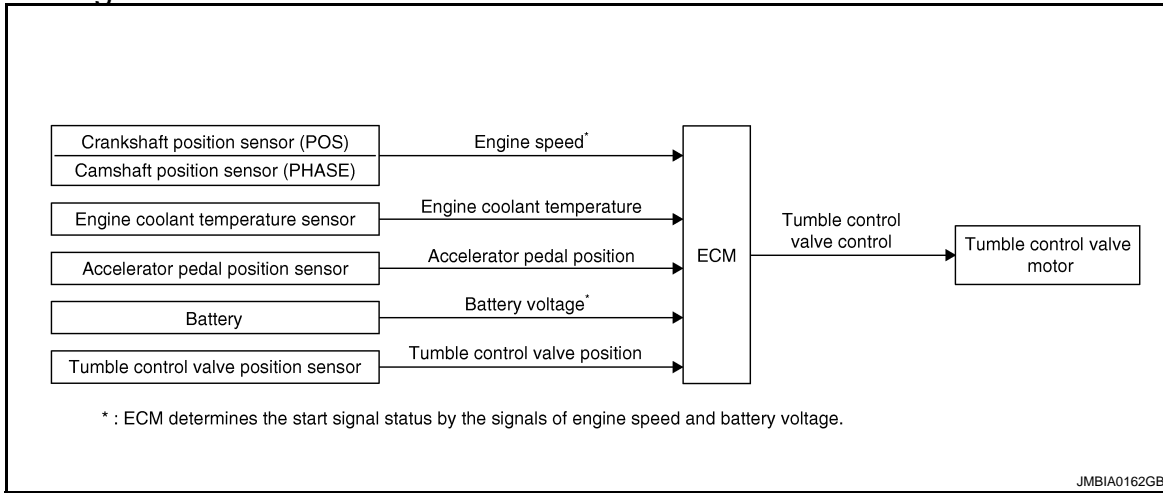 Crankshaft position sensor (POS)
Camshaft position sensor (PHASE)
Engine speed*
Engine coolant temperature sensor
Engine coolant temperature
Accelerator pedal position sensor
Accelerator pedal position
Battery
Battery voltage*
Tumble control valve position sensor
Tumble control valve position
ECM
Tumble control
valve control
Tumble control valve
motor
* : ECM determines the start signal status by the signals of engine speed and battery voltage.
JMBIA0162GB